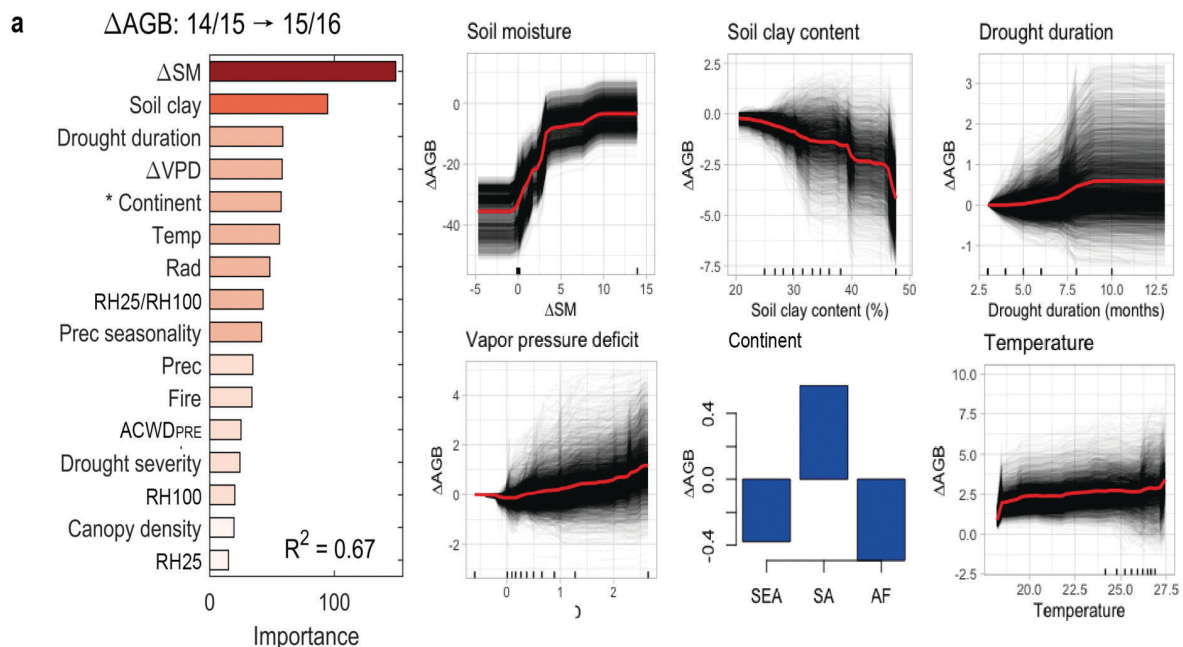 a
ΔAGB: 14/15 → 15/16
ΔSM
Soil clay
Drought duration
ΔVPD
* Continent
Temp
Rad
RH25/RH100
Prec seasonality
Prec
Fire
ACWDPRE
Drought severity
RH100
Canopy density
RH25
R² = 0.67
0 100
Importance
Soil moisture
ΔAGB
0
-20
-40
-5 0 5 10 15
ΔSM
Soil clay content
ΔAGB
2.5
0.0
-2.5
-5.0
-7.5
20 30 40 50
Soil clay content (%)
Drought duration
ΔAGB
3
2
1
0
-1
2.5 5.0 7.5 10.0 12.5
Drought duration (months)
Vapor pressure deficit
ΔAGB
4
2
0
-2
0 1 2
Continent
ΔAGB
0.4
0.0
-0.4
SEA SA AF
Temperature
ΔAGB
10.0
7.5
5.0
2.5
0.0
-2.5
20.0 22.5 25.0 27.5
Temperature